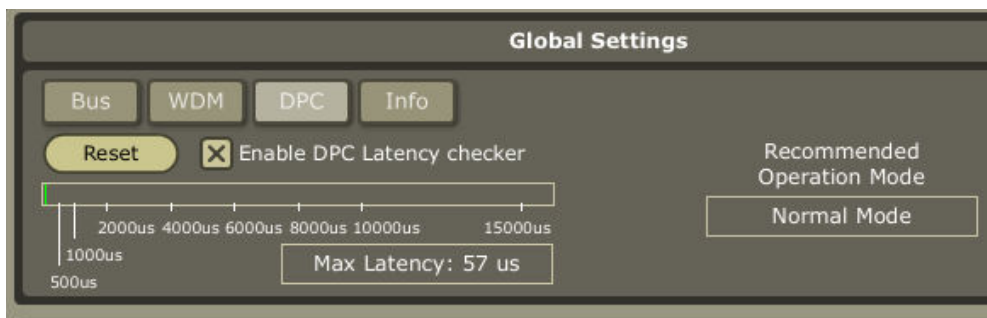 Global Settings
Bus WDM DPC Info
Reset Enable DPC Latency checker
Recommended
Operation Mode
Normal Mode
2000us 4000us 6000us 8000us 10000us 15000us
1000us
500us
Max Latency: 57 us